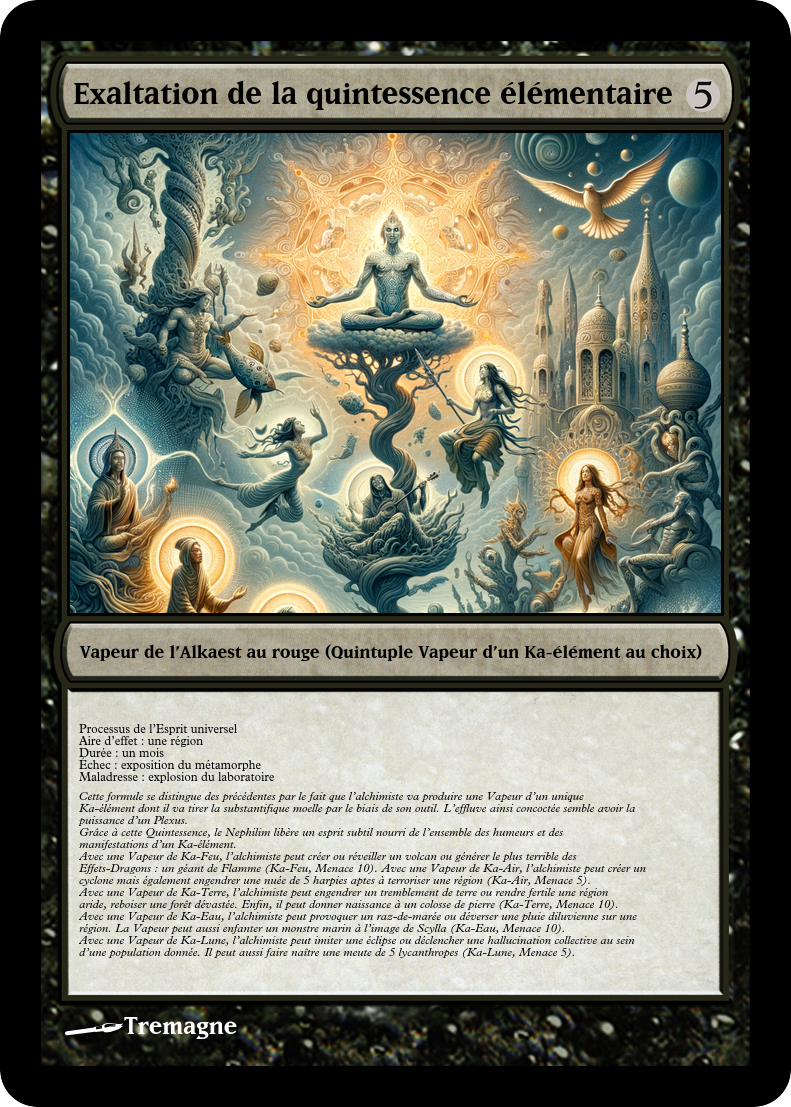 Exaltation de la quintessence élémentaire 5
Vapeur de l'Alkaest au rouge (Quintuple Vapeur d'un Ka-élément au choix)
Processus de l'Esprit universel
Aire d'effet : une région
Durée : un mois
Échec : exposition du métamorphe
Maladresse : explosion du laboratoire
Cette formule se distingue des précédentes par le fait que l'alchimiste va produire une Vapeur d'un unique
Ka-élément dont il va tirer la substantifique moelle par le biais de son outil. L'effluve ainsi concoctée semble avoir la
puissance d'un Plexus.
Grâce à cette Quintessence, le Nephilim libère un esprit subtil nourri de l'ensemble des humeurs et des
manifestations d'un Ka-élément.
Avec une Vapeur de Ka-Feu, l'alchimiste peut créer ou réveiller un volcan ou générer le plus terrible des
Effets-Dragons : un géant de Flamme (Ka-Feu, Menace 10). Avec une Vapeur de Ka-Air, l'alchimiste peut créer un
cyclone mais également engendrer une nuée de 5 harpies aptes à terroriser une région (Ka-Air, Menace 5).
Avec une Vapeur de Ka-Terre, l'alchimiste peut engendrer un tremblement de terre ou rendre fertile une région
aride, reboiser une forêt dévastée. Enfin, il peut donner naissance à un colosse de pierre (Ka-Terre, Menace 10).
Avec une Vapeur de Ka-Eau, l'alchimiste peut provoquer un raz-de-marée ou déverser une pluie diluvienne sur une
région. La Vapeur peut aussi enfanter un monstre marin à l'image de Scylla (Ka-Eau, Menace 10).
Avec une Vapeur de Ka-Lune, l'alchimiste peut imiter une éclipse ou déclencher une hallucination collective au sein
d'une population donnée. Il peut aussi faire naître une meute de 5 lycanthropes (Ka-Lune, Menace 5).
Tremagne